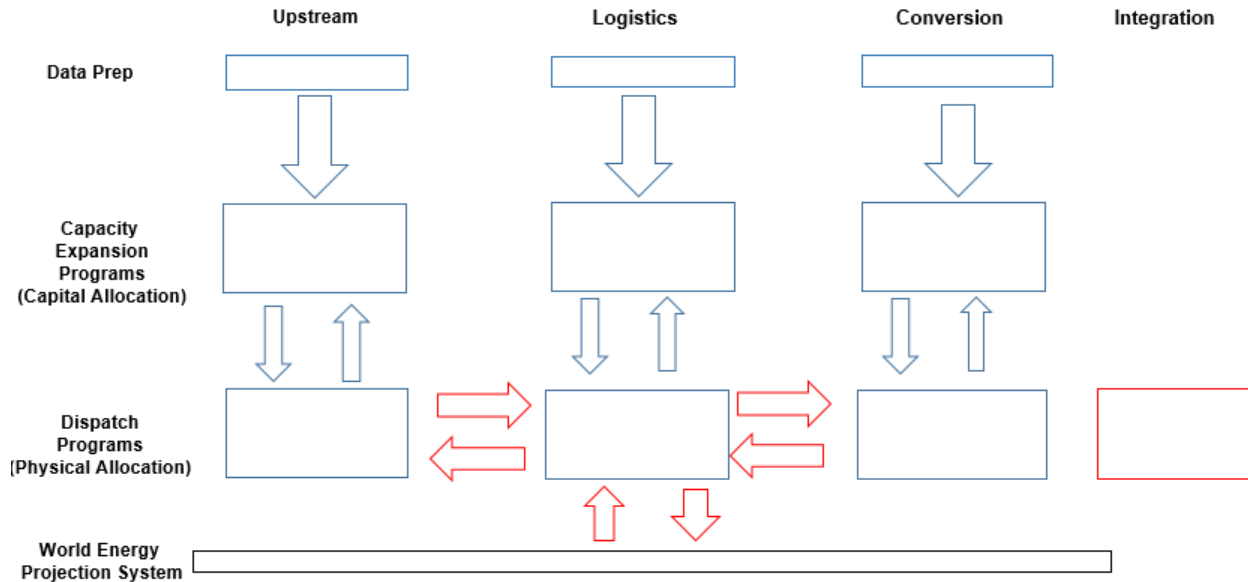 Upstream
Logistics
Conversion
Integration
Data Prep
Capacity
Expansion
Programs
(Capital Allocation)
Dispatch
Programs
(Physical Allocation)
World Energy
Projection System